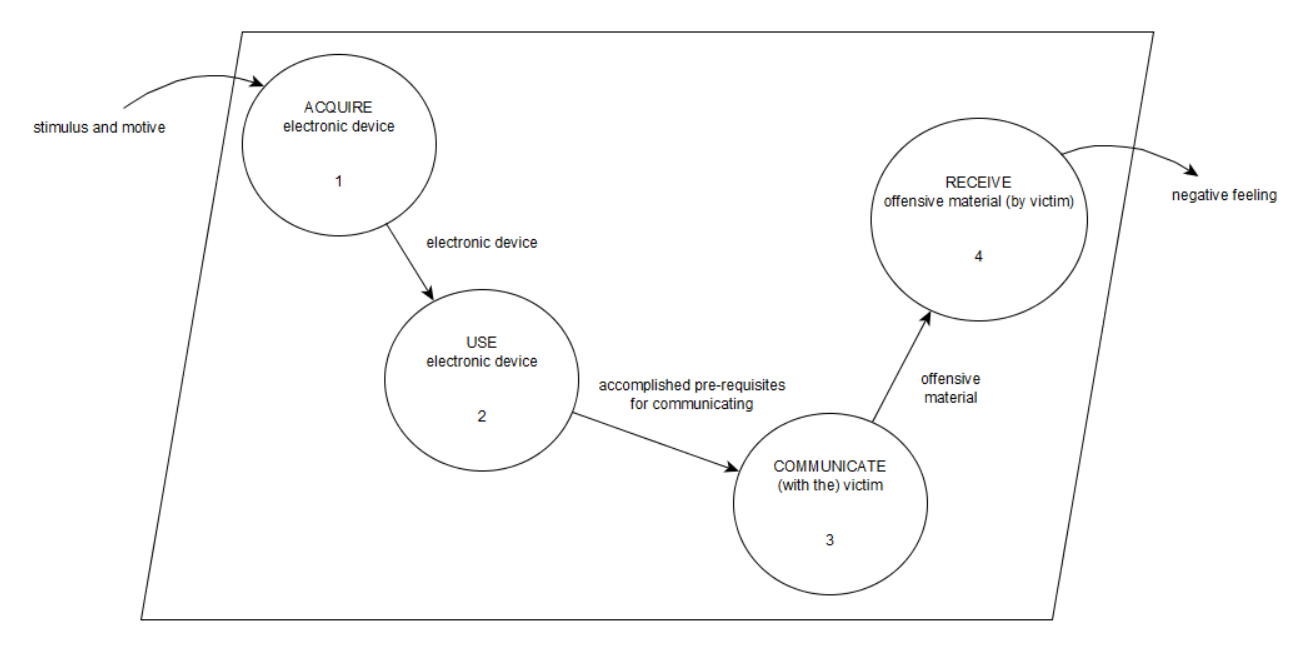 stimulus and motive
ACQUIRE
electronic device
1
electronic device
USE
electronic device
2
accomplished pre-requisites
for communicating
COMMUNICATE
(with the) victim
3
offensive
material
RECEIVE
offensive material (by victim)
4
negative feeling